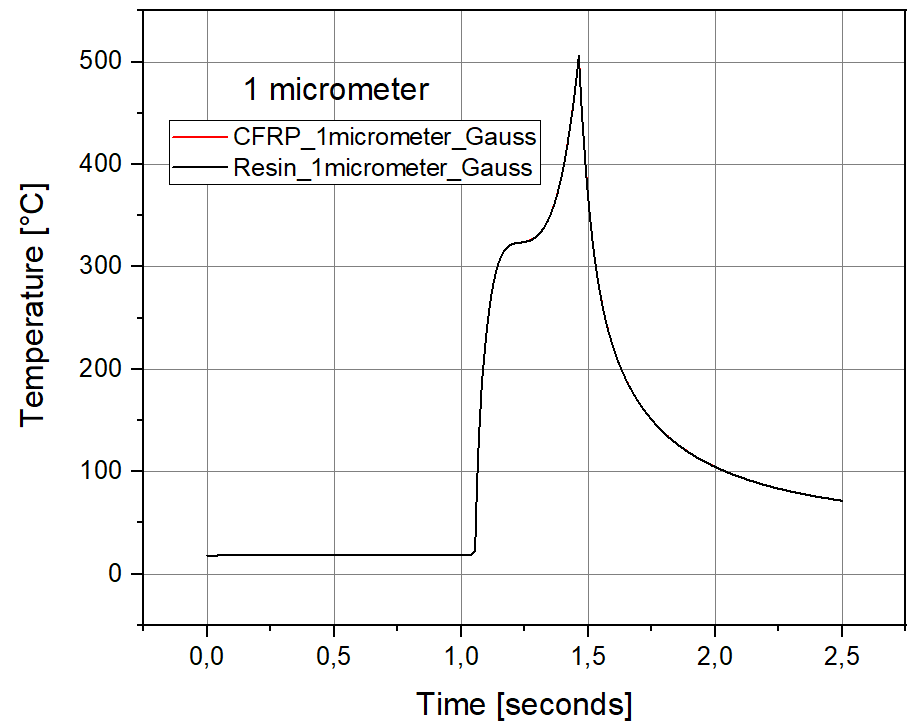 500
400
300
200
100
0
Temperature [°C]
1 micrometer
CFRP_1micrometer_Gauss
Resin_1micrometer_Gauss
0,0 0,5 1,0 1,5 2,0 2,5
Time [seconds]